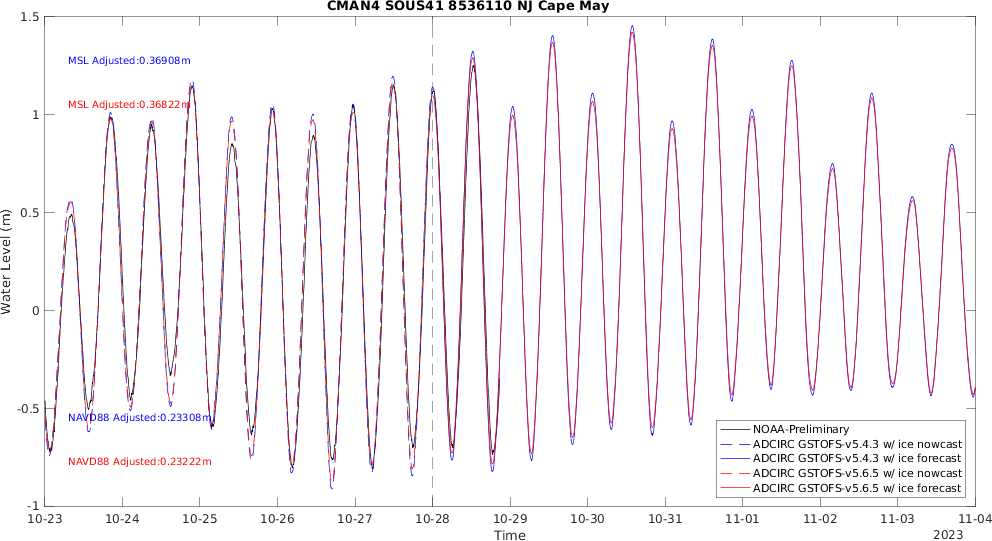 CMAN4 SOUS41 8536110 NJ Cape May
1.5
MSL Adjusted:0.36908m
MSL Adjusted:0.36822m
1
0.5
Water Level (m)
0
-0.5
NAVD88 Adjusted:0.23308m
NAVD88 Adjusted:0.23222m
NOAA-Preliminary
ADCIRC GSTOFS-v5.4.3 w/ ice nowcast
ADCIRC GSTOFS-v5.4.3 w/ ice forecast
ADCIRC GSTOFS-v5.6.5 w/ ice nowcast
ADCIRC GSTOFS-v5.6.5 w/ ice forecast
-1
10-23 10-24 10-25 10-26 10-27 10-28 10-29 10-30 10-31 11-01 11-02 11-03 11-04
Time
2023